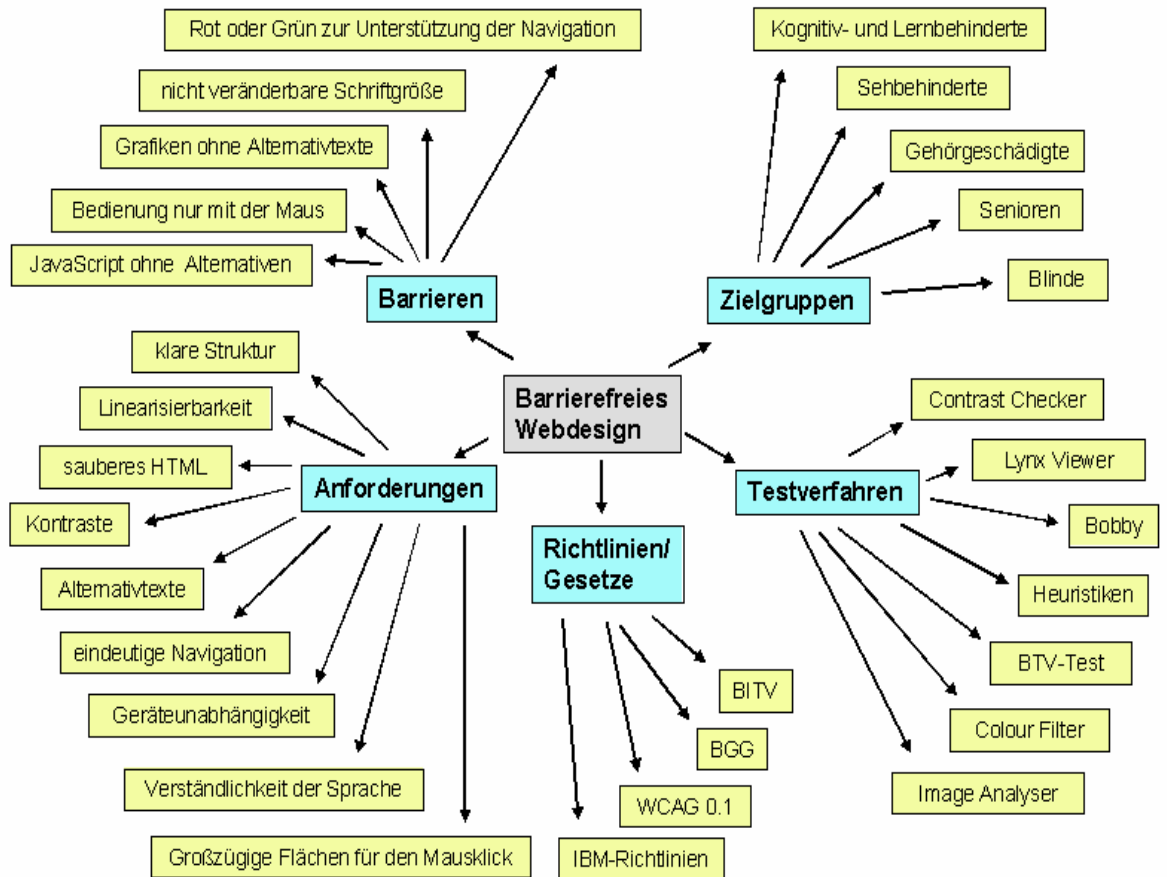 Rot oder Grün zur Unterstützung der Navigation
nicht veränderbare Schriftgröße
Grafiken ohne Alternativtexte
Bedienung nur mit der Maus
JavaScript ohne Alternativen
Barrieren
Kognitiv- und Lernbehinderte
Sehbehinderte
Gehörgeschädigte
Senioren
Blinde
Zielgruppen
Barrierefreies
Webdesign
klare Struktur
Linearisierbarkeit
sauberes HTML
Kontraste
Alternativtexte
eindeutige Navigation
Geräteunabhängigkeit
Verständlichkeit der Sprache
Großzügige Flächen für den Mausklick
Anforderungen
Richtlinien/
Gesetze
BITV
BGG
WCAG 0.1
IBM-Richtlinien
Testverfahren
Contrast Checker
Lynx Viewer
Bobby
Heuristiken
BTV-Test
Colour Filter
Image Analyser